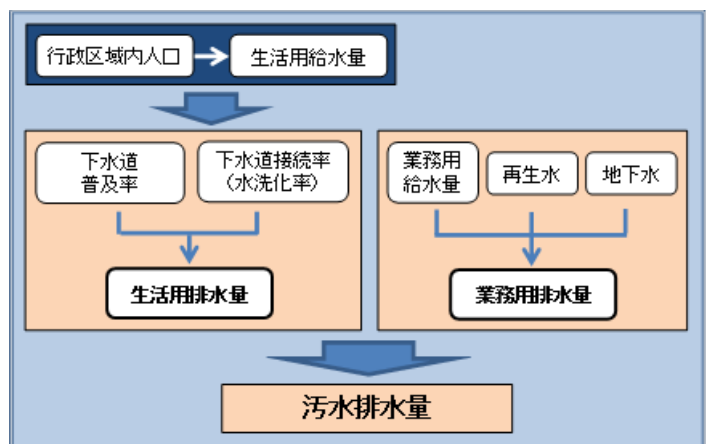 行政区域内人口
生活用給水量
下水道
普及率
下水道接続率
（水洗化率）
生活用排水量
業務用
給水量
再生水
地下水
業務用排水量
汚水排水量